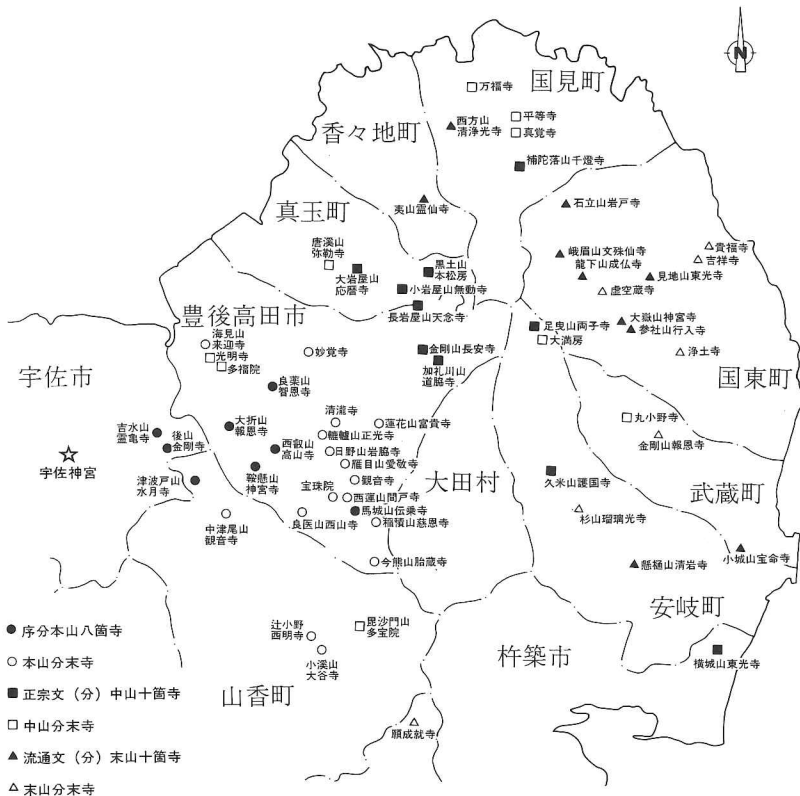 N
国見町
万福寺
平等寺
真覚寺
西方山
清浄光寺
香々地町
補陀落山千燈寺
夷山霊仙寺
石立山岩戸寺
真玉町
唐溪山
弥勒寺
大岩屋山
応暦寺
黒土山
本松房
小岩屋山無動寺
長岩屋山天念寺
峨眉山文殊仙寺
龍下山成仏寺
貴福寺
吉祥寺
見地山東光寺
虚空蔵寺
大嶽山神宮寺
参社山行入寺
足曳山両子寺
大満房
浄土寺
豊後高田市
海見山
来迎寺
光明寺
多福院
妙覚寺
金剛山長安寺
加礼川山
道脇寺
良薬山
智恩寺
国東町
宇佐市
吉水山
霊亀寺
後山
金剛寺
大折山
報恩寺
清滝寺
蓮花山富貴寺
轆轤山正光寺
西叡山
高山寺
日野山岩脇寺
雁目山愛敬寺
丸小野寺
金剛山報恩寺
宇佐神宮
津波戸山
水月寺
鞍懸山
神宮寺
観音寺
宝珠院
西蓮山間戸寺
馬城山伝乗寺
大田村
久米山護国寺
武蔵町
中津尾山
観音寺
良医山西山寺
稲積山慈恩寺
杉山瑠璃光寺
今熊山胎蔵寺
懸樋山清岩寺
小城山宝命寺
安岐町
辻小野
西明寺
小溪山
大谷寺
毘沙門山
多宝院
杵築市
横城山東光寺
山香町
願成就寺
● 序分本山八箇寺
○ 本山分末寺
■ 正宗文（分）中山十箇寺
□ 中山分末寺
▲ 流通文（分）末山十箇寺
△ 末山分末寺